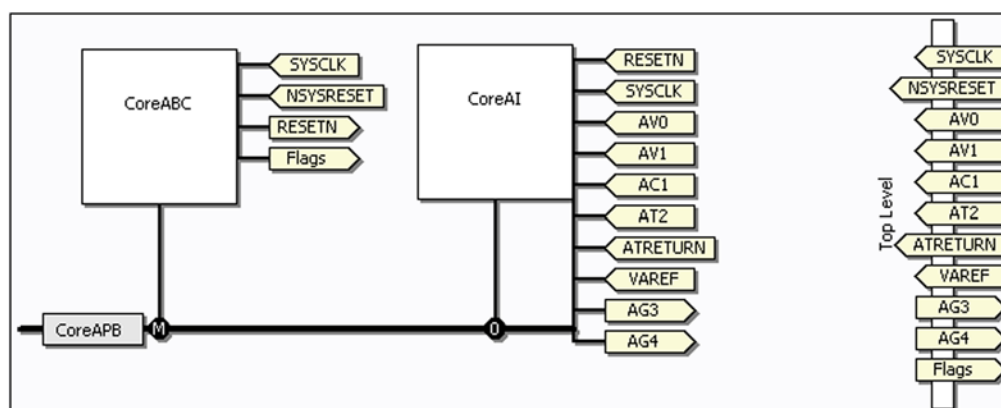 CoreABC
SYSCLK
NSYSRESET
RESETN
Flags
CoreAI
RESETN
SYSCLK
AV0
AV1
AC1
AT2
ATRETURN
VAREF
AG3
AG4
CoreAPB
M
0
Top Level
SYSCLK
NSYSRESET
AV0
AV1
AC1
AT2
ATRETURN
VAREF
AG3
AG4
Flags